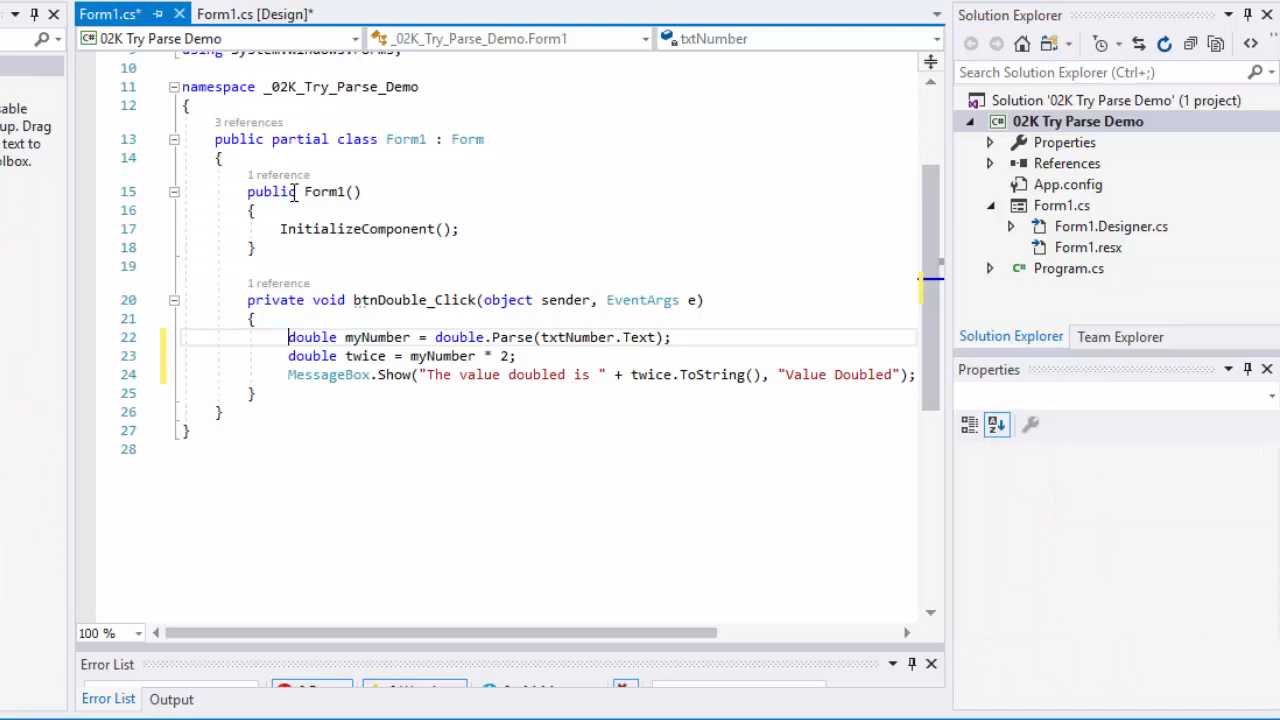 Form1.cs*
Form1.cs [Design]*
Solution Explorer
02K Try Parse Demo
_02K_Try_Parse_Demo.Form1
txtNumber
Search Solution Explorer (Ctrl+;)
Solution '02K Try Parse Demo' (1 project)
02K Try Parse Demo
Properties
References
App.config
Form1.cs
Form1.Designer.cs
Form1.resx
Program.cs
Solution Explorer
Team Explorer
Properties
sable
up. Drag
text to
lbox.
using System.Windows.Forms;
10
11 namespace _02K_Try_Parse_Demo
12 {
3 references
13 public partial class Form1 : Form
14 {
1 reference
15 public Form1()
16 {
17 InitializeComponent();
18 }
19
1 reference
20 private void btnDouble_Click(object sender, EventArgs e)
21 {
22 double myNumber = double.Parse(txtNumber.Text);
23 double twice = myNumber * 2;
24 MessageBox.Show("The value doubled is " + twice.ToString(), "Value Doubled");
25 }
26 }
27 }
28
100 %
Error List
Error List
Output